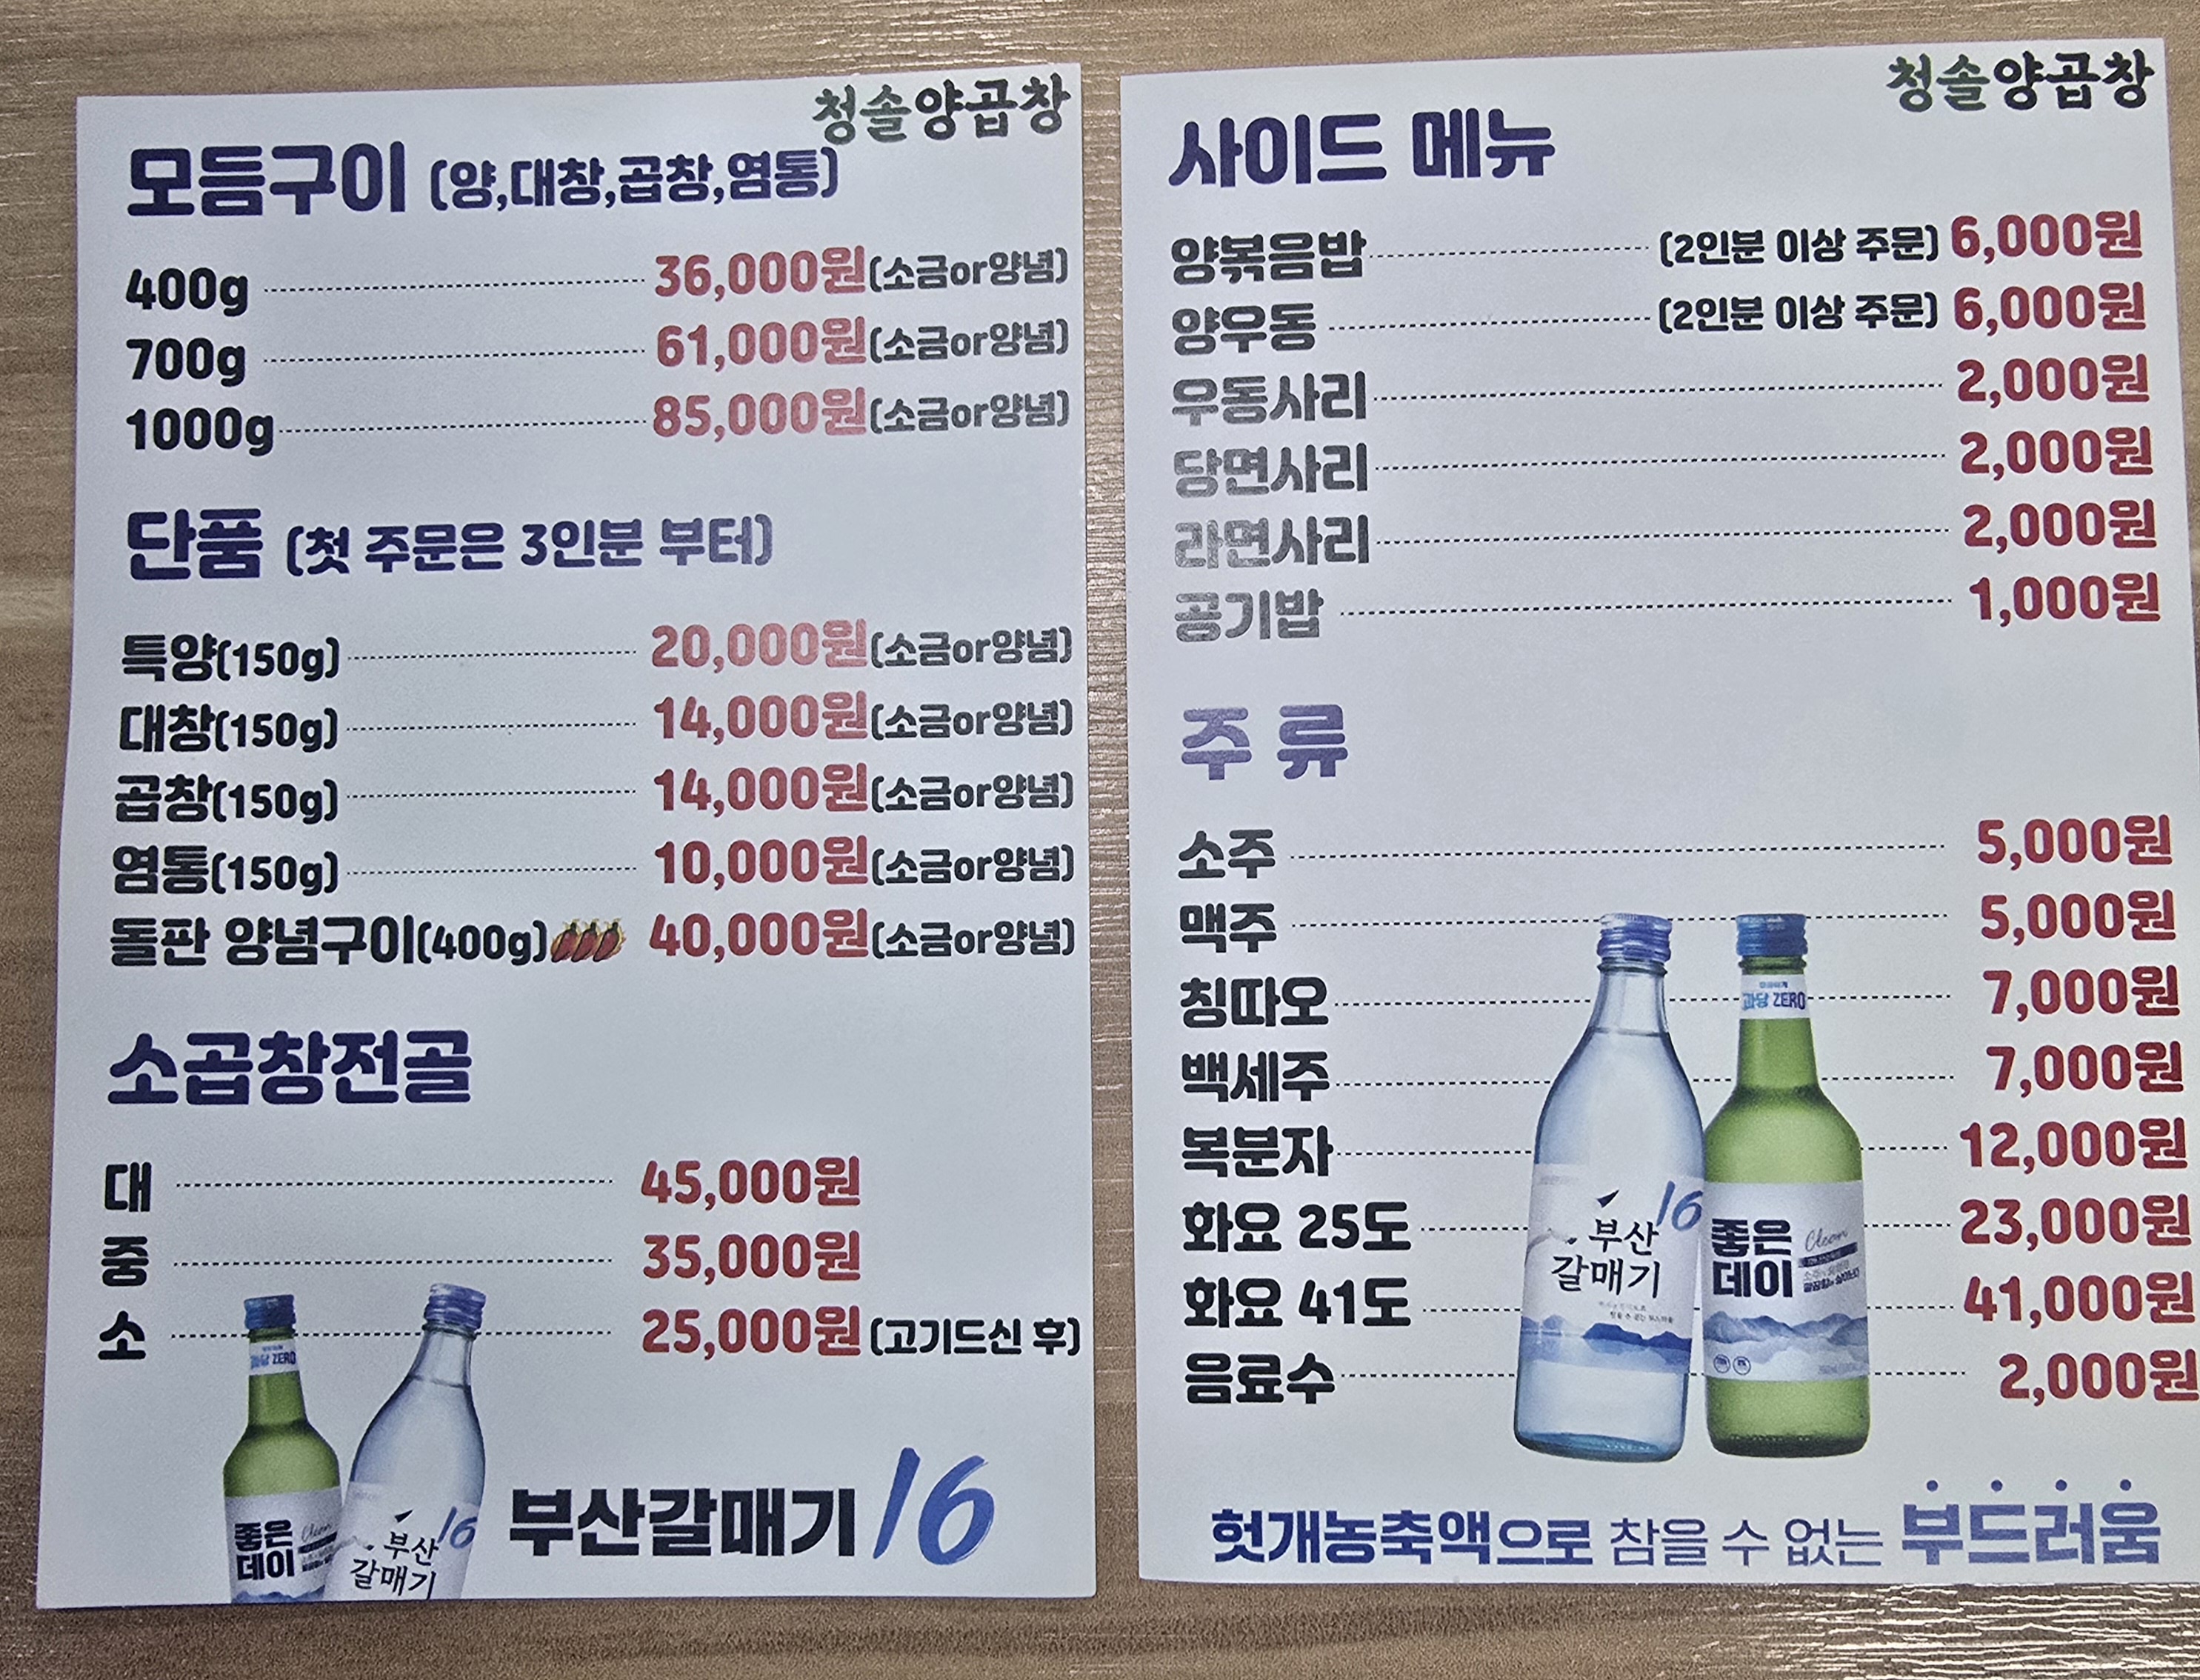 청솔양곱창
모듬구이 (양,대창,곱창,염통)
400g 36,000원(소금or양념)
700g 61,000원(소금or양념)
1000g 85,000원(소금or양념)
단품 (첫 주문은 3인분 부터)
특양(150g) 20,000원(소금or양념)
대창(150g) 14,000원(소금or양념)
곱창(150g) 14,000원(소금or양념)
염통(150g) 10,000원(소금or양념)
돌판 양념구이(400g) 40,000원(소금or양념)
소곱창전골
대 45,000원
중 35,000원
소 25,000원(고기드신 후)
과당 ZERO
좋은
데이
Clean
16
부산
갈매기
부산갈매기 16
청솔양곱창
사이드 메뉴
양볶음밥 (2인분 이상 주문) 6,000원
양우동 (2인분 이상 주문) 6,000원
우동사리 2,000원
당면사리 2,000원
라면사리 2,000원
공기밥 1,000원
주 류
소주 5,000원
맥주 5,000원
칭따오 7,000원
백세주 7,000원
복분자 12,000원
화요 25도 23,000원
화요 41도 41,000원
음료수 2,000원
16
부산
갈매기
과당 ZERO
좋은
데이
Clean
헛개농축액으로 참을 수 없는 부드러움